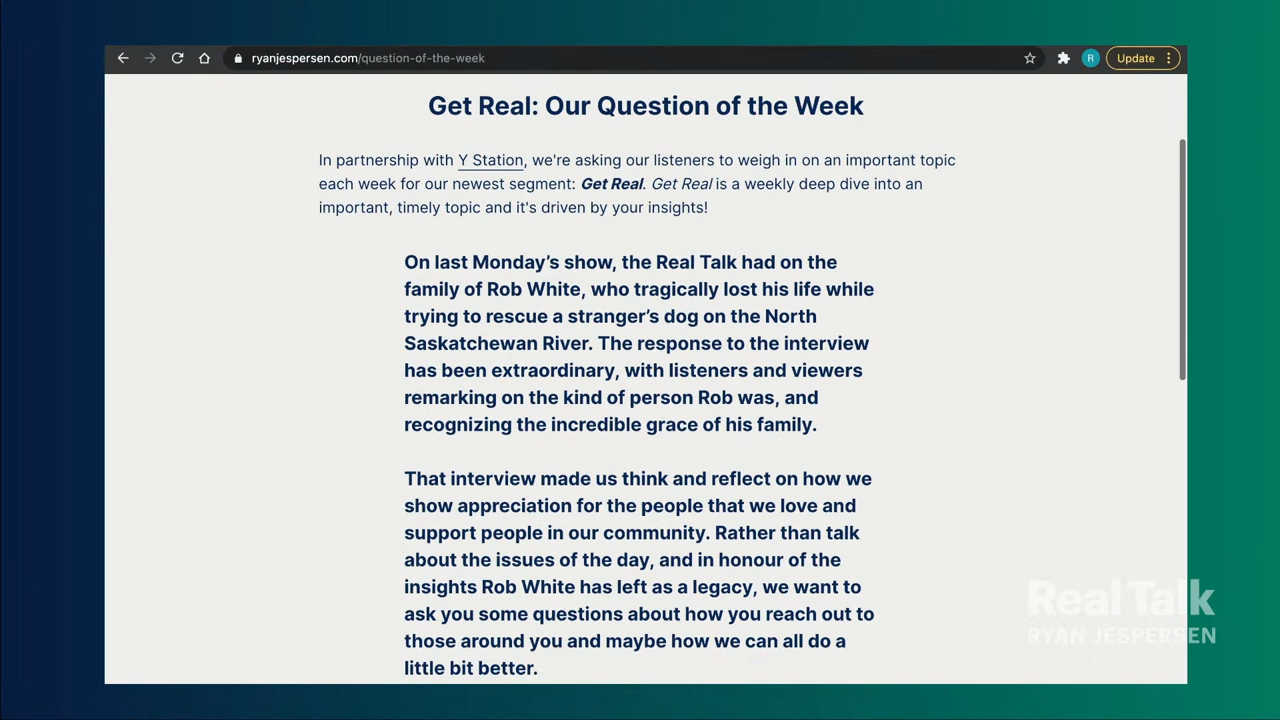 ryanjespersen.com/question-of-the-week
R
Update
Get Real: Our Question of the Week
In partnership with Y Station, we're asking our listeners to weigh in on an important topic
each week for our newest segment: Get Real. Get Real is a weekly deep dive into an
important, timely topic and it's driven by your insights!
On last Monday’s show, the Real Talk had on the
family of Rob White, who tragically lost his life while
trying to rescue a stranger’s dog on the North
Saskatchewan River. The response to the interview
has been extraordinary, with listeners and viewers
remarking on the kind of person Rob was, and
recognizing the incredible grace of his family.
That interview made us think and reflect on how we
show appreciation for the people that we love and
support people in our community. Rather than talk
about the issues of the day, and in honour of the
insights Rob White has left as a legacy, we want to
ask you some questions about how you reach out to
those around you and maybe how we can all do a
little bit better.
Real Talk
RYAN JESPERSEN